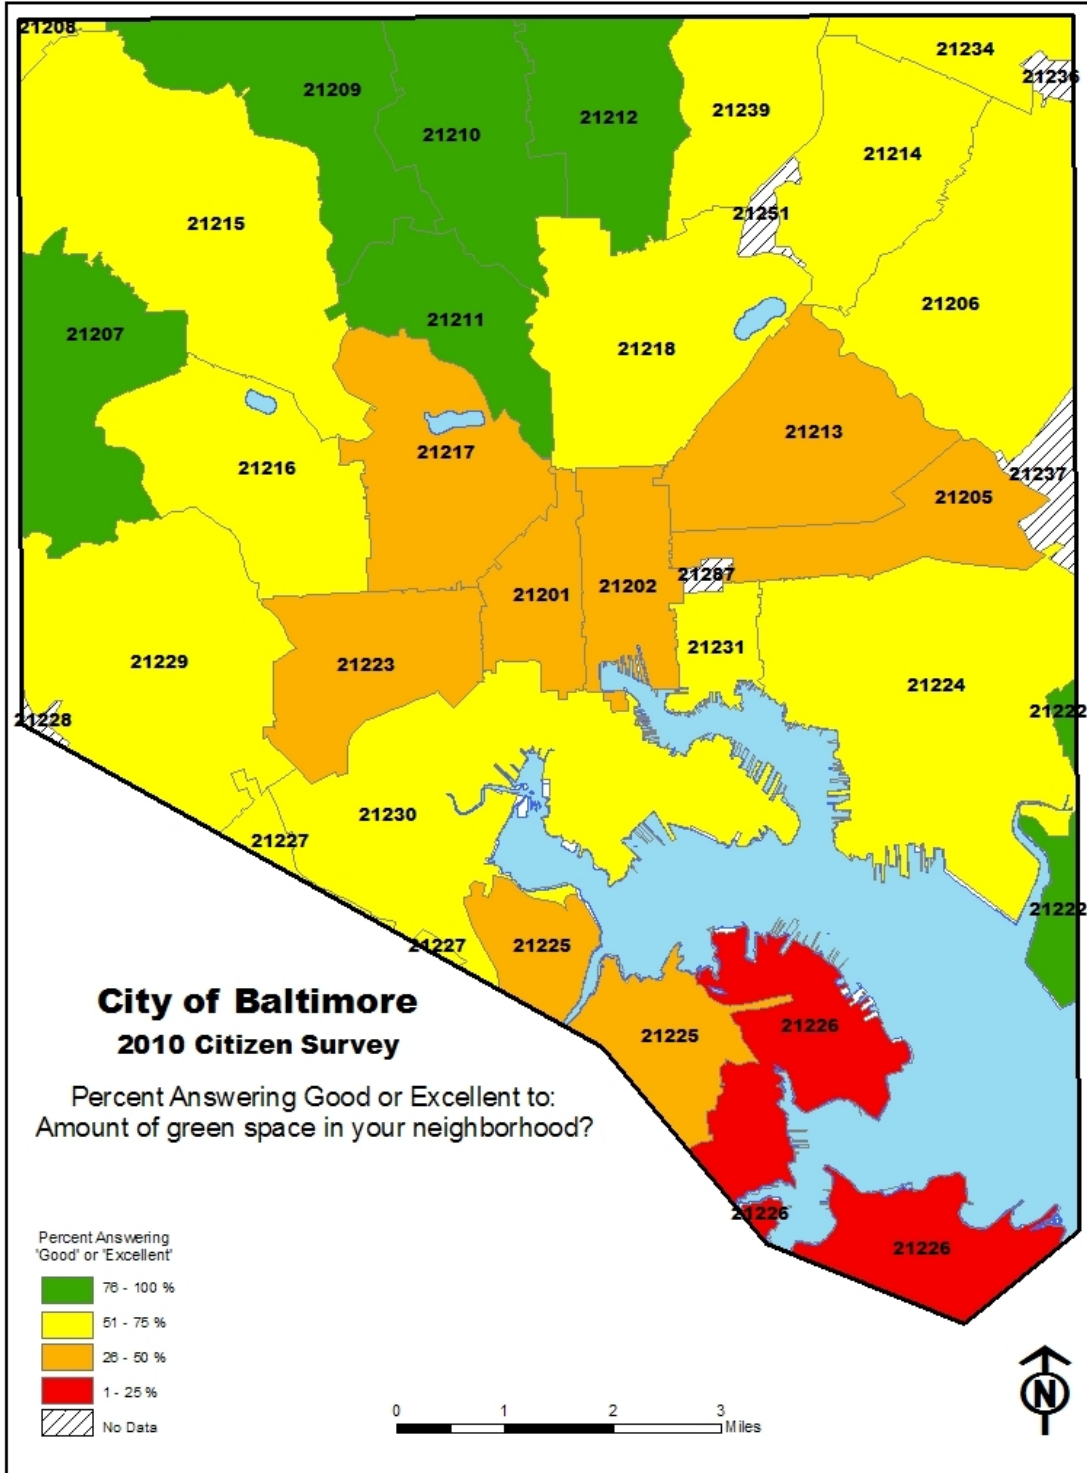 21208
21234
21236
21209
21239
21210
21212
21214
21251
21215
21206
21207
21211
21218
21213
21217
21216
21237
21205
21287
21202
21201
21231
21229
21223
21224
21222
21228
21230
21227
21222
21227
21225
City of Baltimore
2010 Citizen Survey
21226
21225
Percent Answering Good or Excellent to:
Amount of green space in your neighborhood?
21226
21226
Percent Answering
'Good' or 'Excellent'
76 - 100 %
51 - 75 %
26 - 50 %
1 - 25 %
No Data
0 1 2 3
Miles
N